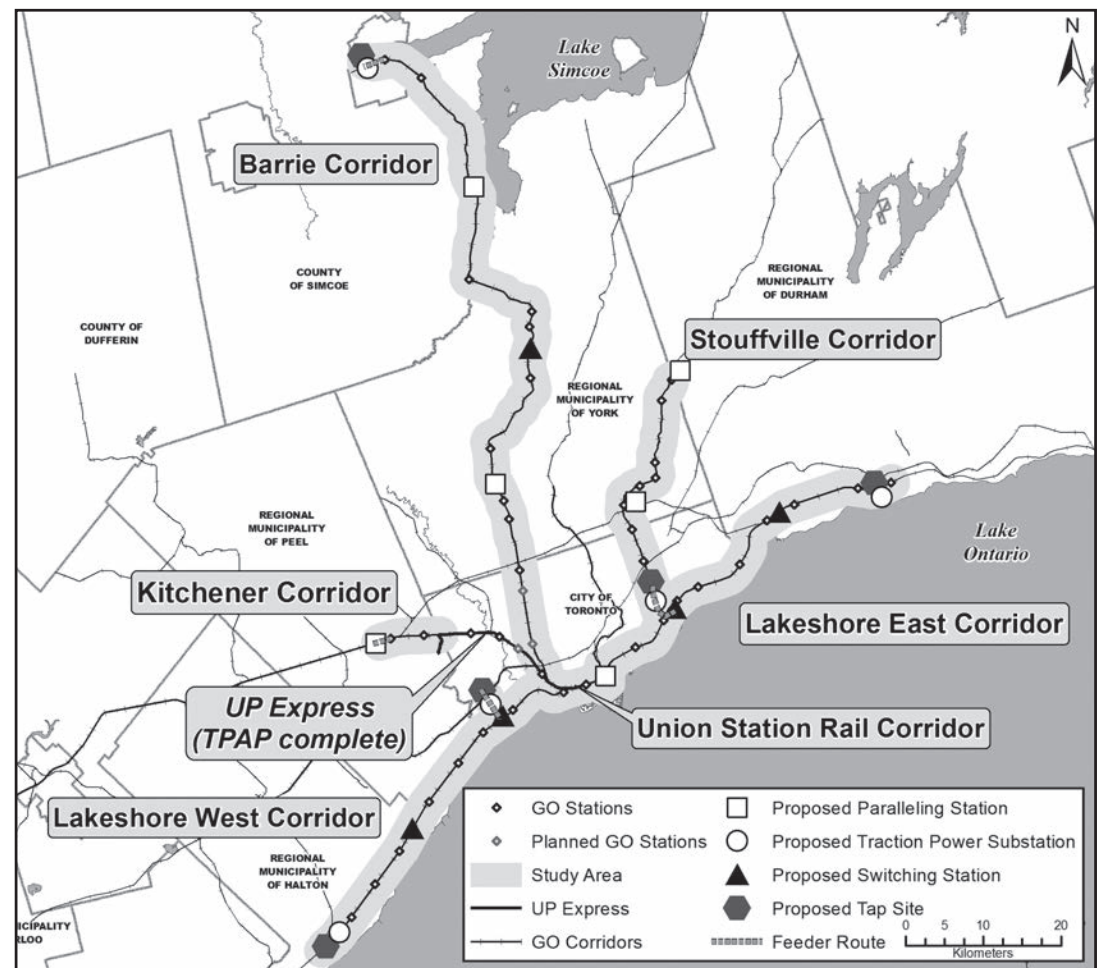 N
Lake
Simcoe
Barrie Corridor
COUNTY
OF SIMCOE
REGIONAL
MUNICIPALITY
OF DURHAM
COUNTY OF
DUFFERIN
Stouffville Corridor
REGIONAL
MUNICIPALITY
OF YORK
REGIONAL
MUNICIPALITY
OF PEEL
Lake
Ontario
Kitchener Corridor
CITY OF
TORONTO
Lakeshore East Corridor
UP Express
(TPAP complete)
Union Station Rail Corridor
Lakeshore West Corridor
REGIONAL
MUNICIPALITY
OF HALTON
ICIPALITY
RLOO
GO Stations
Planned GO Stations
Study Area
UP Express
GO Corridors
Proposed Paralleling Station
Proposed Traction Power Substation
Proposed Switching Station
Proposed Tap Site
Feeder Route
0 5 10 20
Kilometers